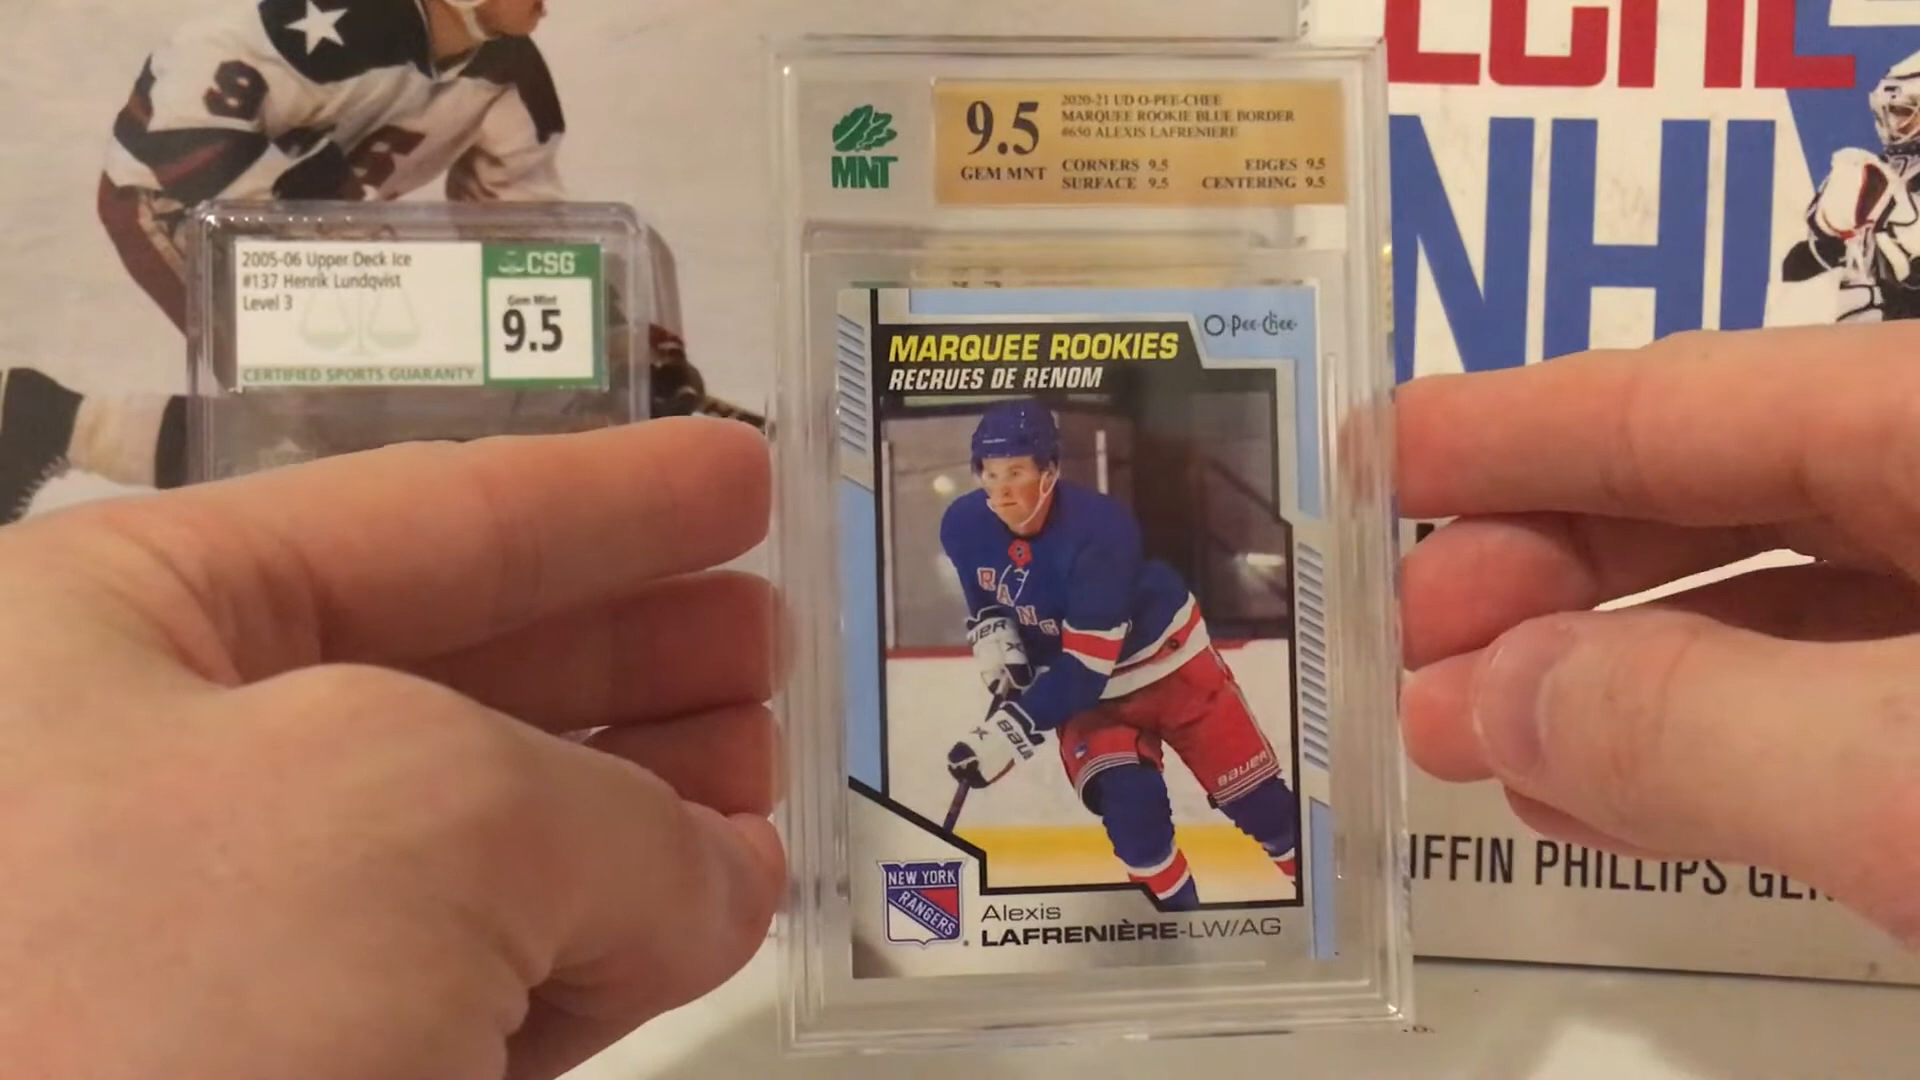 9
2005-06 Upper Deck Ice
#137 Henrik Lundqvist
Level 3
CERTIFIED SPORTS GUARANTY
CSG
Gem Mint
9.5
MNT
9.5
GEM MNT
2020-21 UD O-PEE-CHEE
MARQUEE ROOKIE BLUE BORDER
#650 ALEXIS LAFRENIERE
CORNERS 9.5 EDGES 9.5
SURFACE 9.5 CENTERING 9.5
O-Pee-Chee
MARQUEE ROOKIES
RECRUES DE RENOM
RANG
BAUER
BAUER
NEW YORK
RANGERS
Alexis
LAFRENIÈRE-LW/AG
NHL
IFFIN PHILLIPS